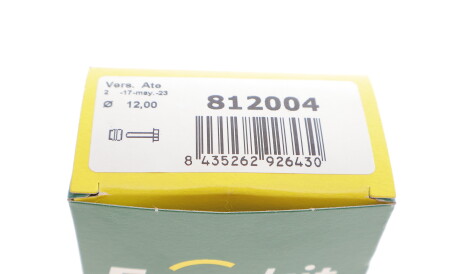 Vers. Ate
2 -17-may.-23
Ø 12,00
812004
8 435262 926430